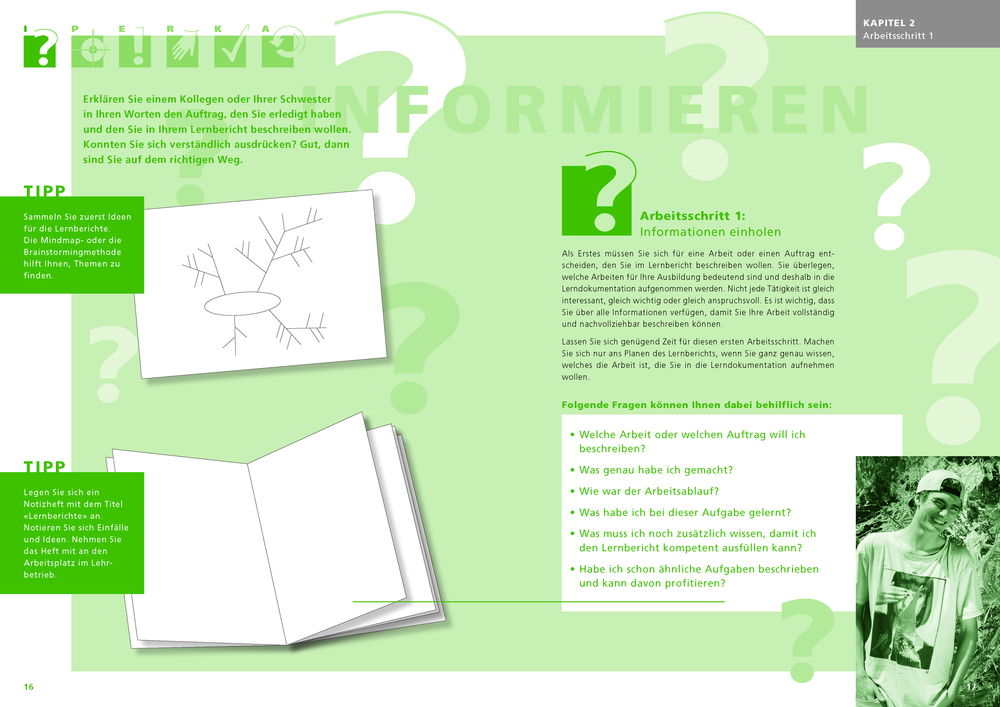 I P E R K A
KAPITEL 2
Arbeitsschritt 1
INFORMIEREN
Erklären Sie einem Kollegen oder Ihrer Schwester
in Ihren Worten den Auftrag, den Sie erledigt haben
und den Sie in Ihrem Lernbericht beschreiben wollen.
Konnten Sie sich verständlich ausdrücken? Gut, dann
sind Sie auf dem richtigen Weg.
TIPP
Sammeln Sie zuerst Ideen
für die Lernberichte.
Die Mindmap- oder die
Brainstormingmethode
hilft Ihnen, Themen zu
finden.
TIPP
Legen Sie sich ein
Notizheft mit dem Titel
«Lernberichte» an.
Notieren Sie sich Einfälle
und Ideen. Nehmen Sie
das Heft mit an den
Arbeitsplatz im Lehr-
betrieb.
16
Arbeitsschritt 1:
Informationen einholen
Als Erstes müssen Sie sich für eine Arbeit oder einen Auftrag ent-
scheiden, den Sie im Lernbericht beschreiben wollen. Sie überlegen,
welche Arbeiten für Ihre Ausbildung bedeutend sind und deshalb in die
Lerndokumentation aufgenommen werden. Nicht jede Tätigkeit ist gleich
interessant, gleich wichtig oder gleich anspruchsvoll. Es ist wichtig, dass
Sie über alle Informationen verfügen, damit Sie Ihre Arbeit vollständig
und nachvollziehbar beschreiben können.
Lassen Sie sich genügend Zeit für diesen ersten Arbeitsschritt. Machen
Sie sich nur ans Planen des Lernberichts, wenn Sie ganz genau wissen,
welches die Arbeit ist, die Sie in die Lerndokumentation aufnehmen
wollen.
Folgende Fragen können Ihnen dabei behilflich sein:
• Welche Arbeit oder welchen Auftrag will ich
beschreiben?
• Was genau habe ich gemacht?
• Wie war der Arbeitsablauf?
• Was habe ich bei dieser Aufgabe gelernt?
• Was muss ich noch zusätzlich wissen, damit ich
den Lernbericht kompetent ausfüllen kann?
• Habe ich schon ähnliche Aufgaben beschrieben
und kann davon profitieren?
17